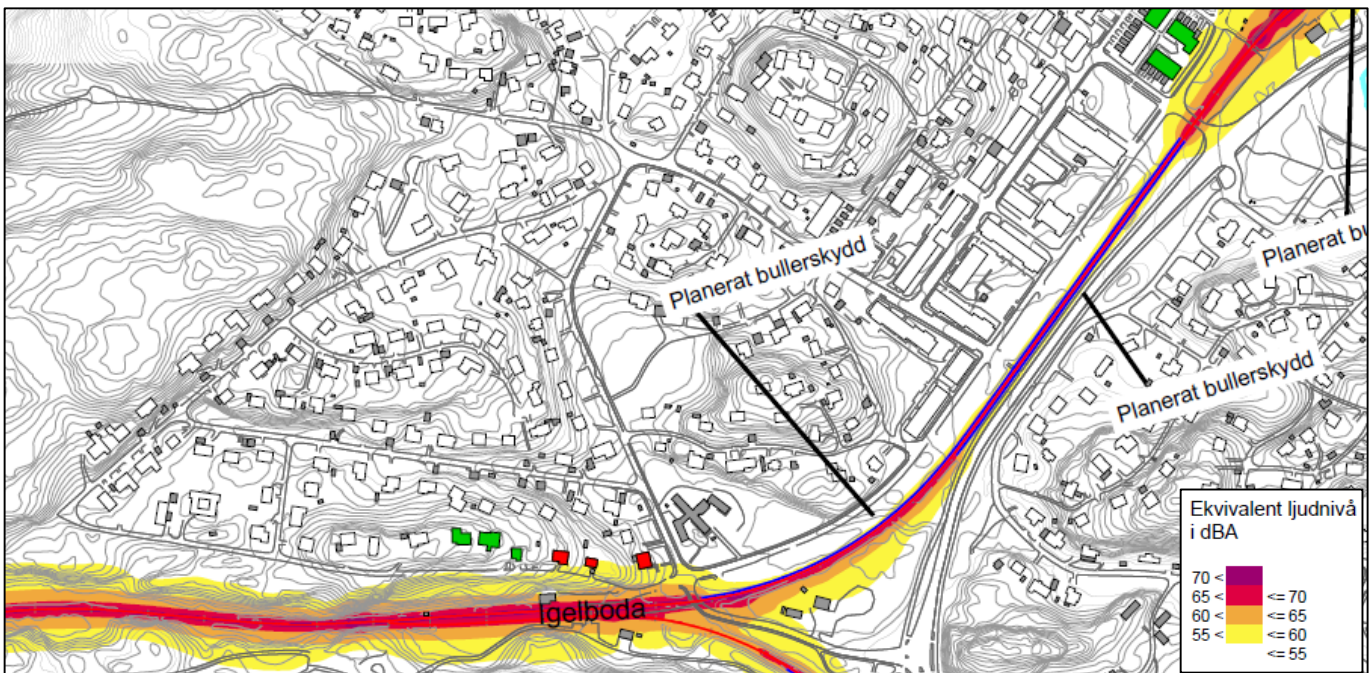 Planerat bullerskydd
Planerat bu
Planerat bullerskydd
Igelboda
Ekvivalent ljudnivå
i dBA
70 <
65 < <= 70
60 < <= 65
55 < <= 60
<= 55